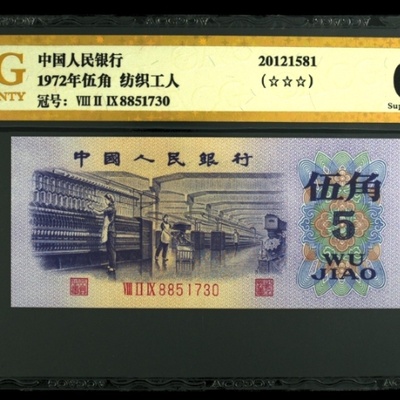 G
NTY
中国人民银行
1972年伍角 纺织工人
冠号: Ⅷ Ⅱ Ⅸ 8851730
20121581
(☆☆☆)
Sup
中國人民銀行
伍角
5
WU
JIAO
Ⅷ Ⅱ Ⅸ 8851730